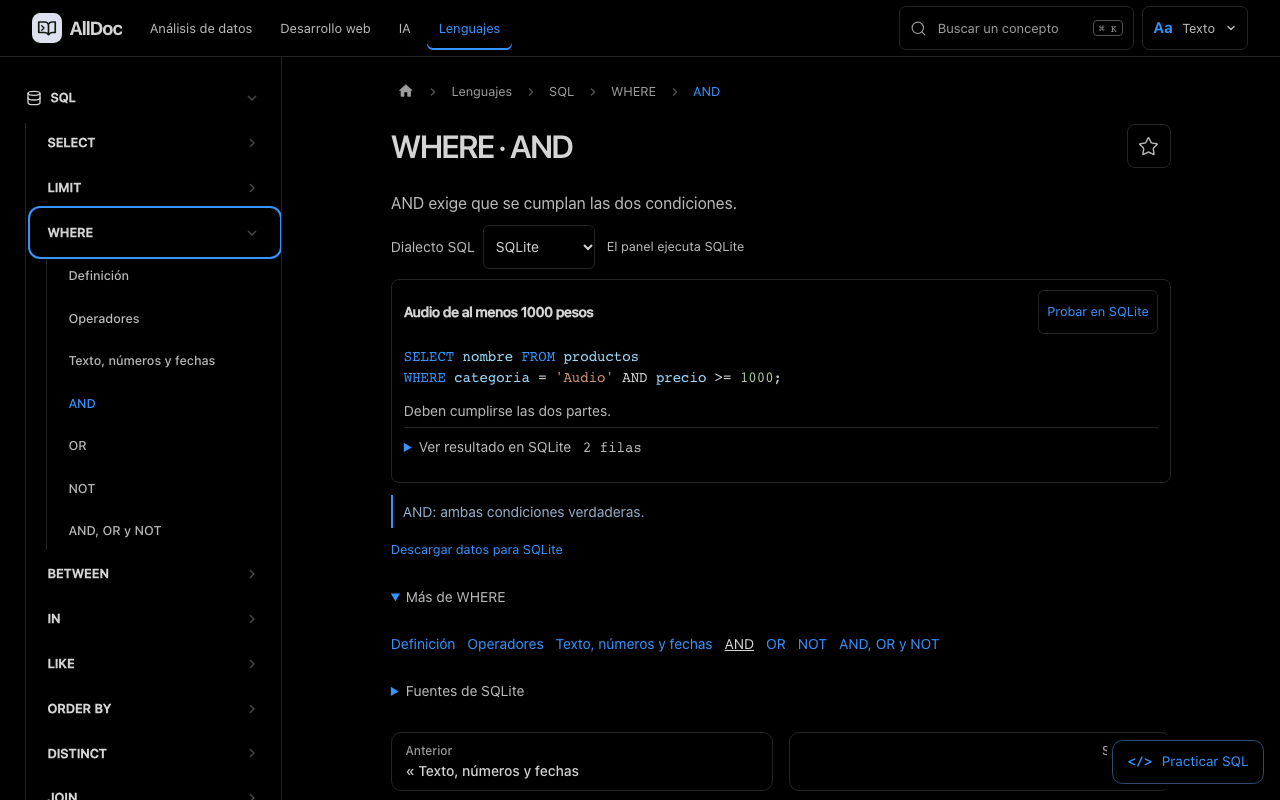 AllDoc
Análisis de datos
Desarrollo web
IA
Lenguajes
Buscar un concepto
⌘ K
Aa Texto
SQL
SELECT
LIMIT
WHERE
Definición
Operadores
Texto, números y fechas
AND
OR
NOT
AND, OR y NOT
BETWEEN
IN
LIKE
ORDER BY
DISTINCT
JOIN
Lenguajes > SQL > WHERE > AND
WHERE · AND
AND exige que se cumplan las dos condiciones.
Dialecto SQL SQLite El panel ejecuta SQLite
Audio de al menos 1000 pesos
Probar en SQLite
SELECT nombre FROM productos
WHERE categoria = 'Audio' AND precio >= 1000;
Deben cumplirse las dos partes.
Ver resultado en SQLite 2 filas
AND: ambas condiciones verdaderas.
Descargar datos para SQLite
Más de WHERE
Definición Operadores Texto, números y fechas AND OR NOT AND, OR y NOT
Fuentes de SQLite
Anterior
« Texto, números y fechas
</> Practicar SQL